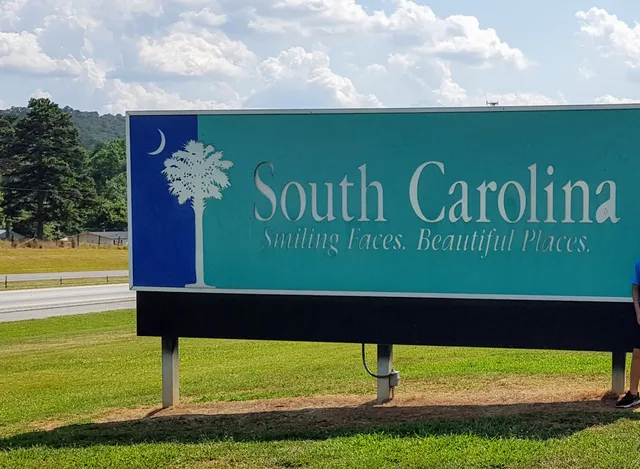 South Carolina
Smiling Faces. Beautiful Places.